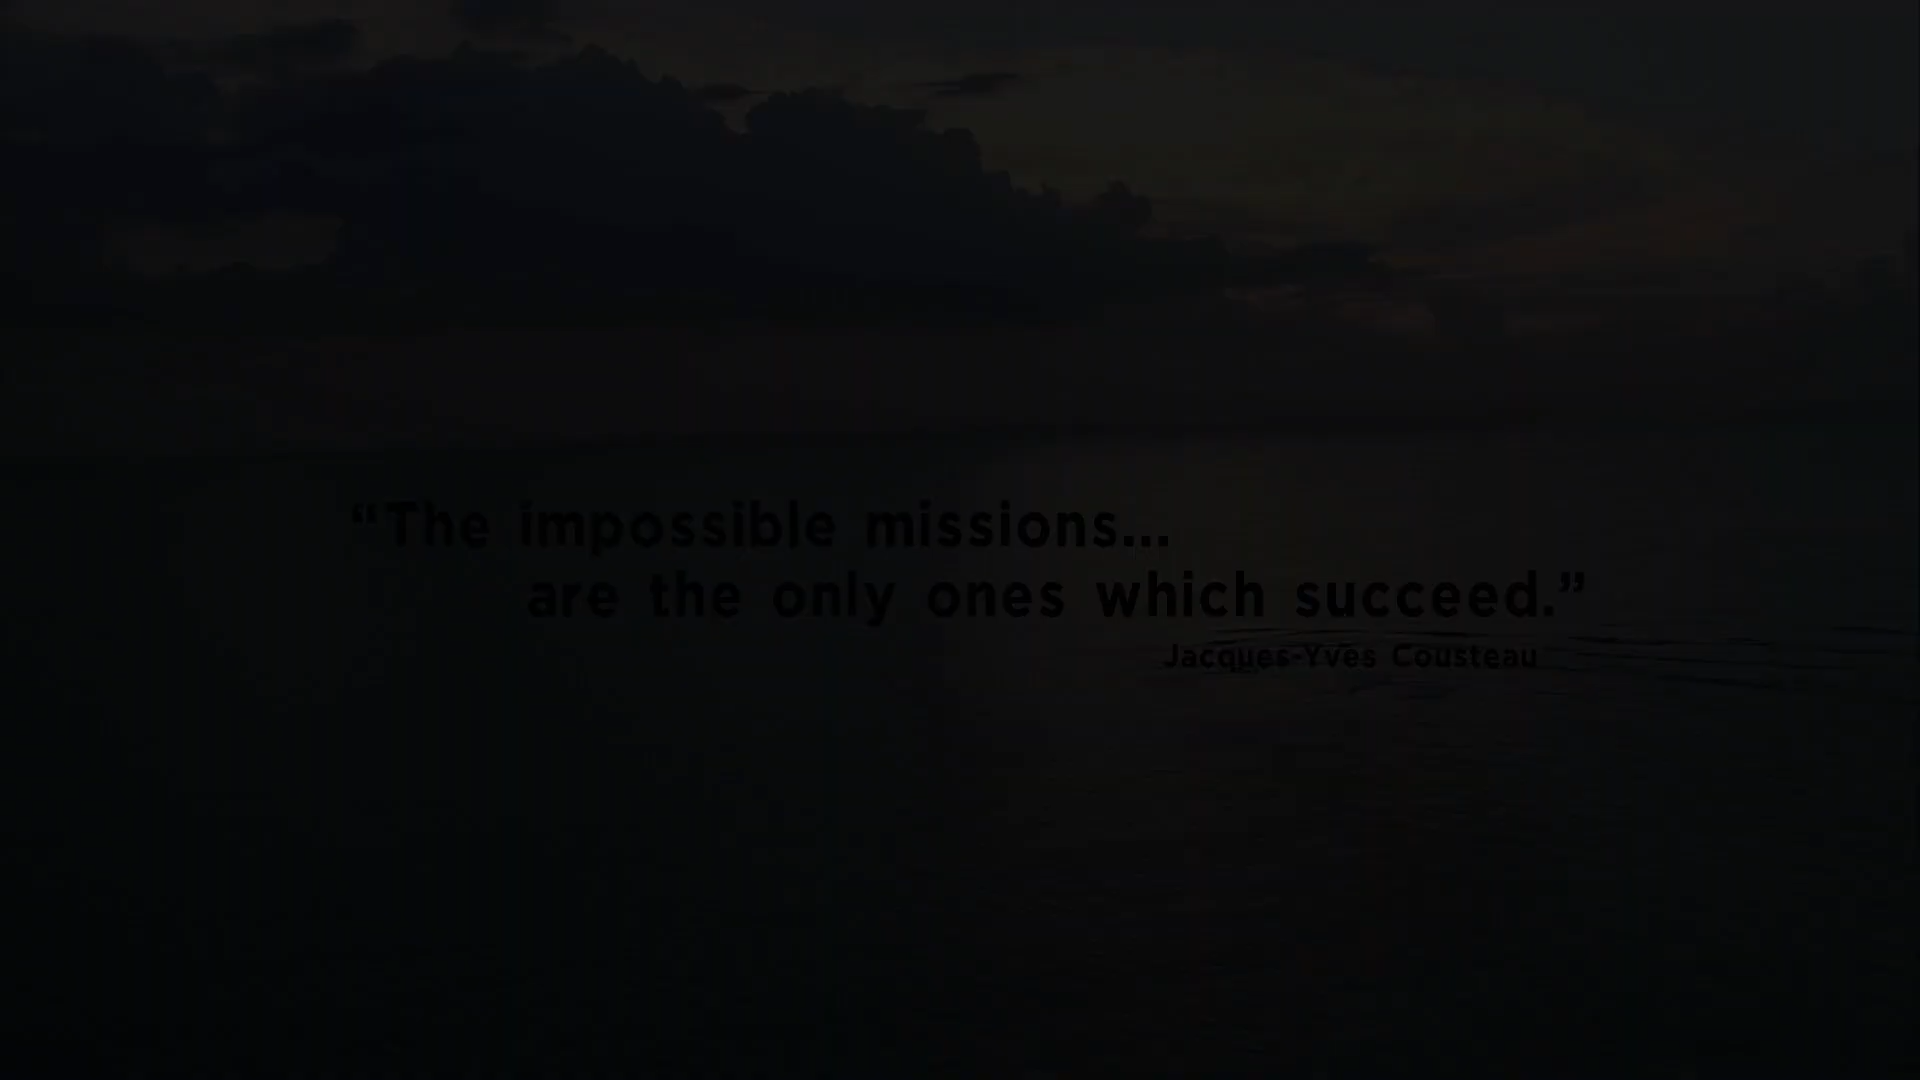 “The impossible missions...
are the only ones which succeed.”
Jacques-Yves Cousteau